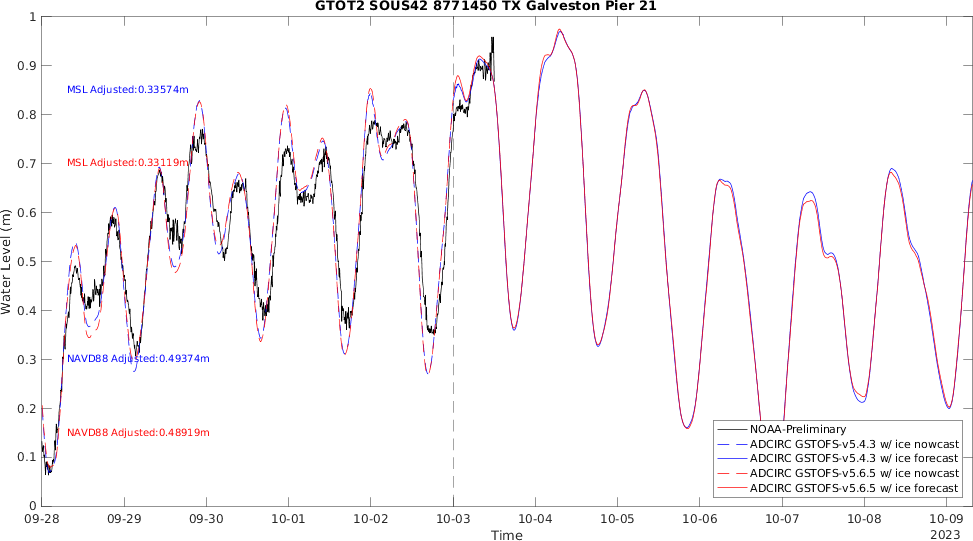 GTOT2 SOUS42 8771450 TX Galveston Pier 21
1
0.9
0.8
0.7
0.6
0.5
0.4
0.3
0.2
0.1
0
Water Level (m)
MSL Adjusted:0.33574m
MSL Adjusted:0.33119m
NAVD88 Adjusted:0.49374m
NAVD88 Adjusted:0.48919m
NOAA-Preliminary
ADCIRC GSTOFS-v5.4.3 w/ ice nowcast
ADCIRC GSTOFS-v5.4.3 w/ ice forecast
ADCIRC GSTOFS-v5.6.5 w/ ice nowcast
ADCIRC GSTOFS-v5.6.5 w/ ice forecast
09-28 09-29 09-30 10-01 10-02 10-03 10-04 10-05 10-06 10-07 10-08 10-09
2023
Time